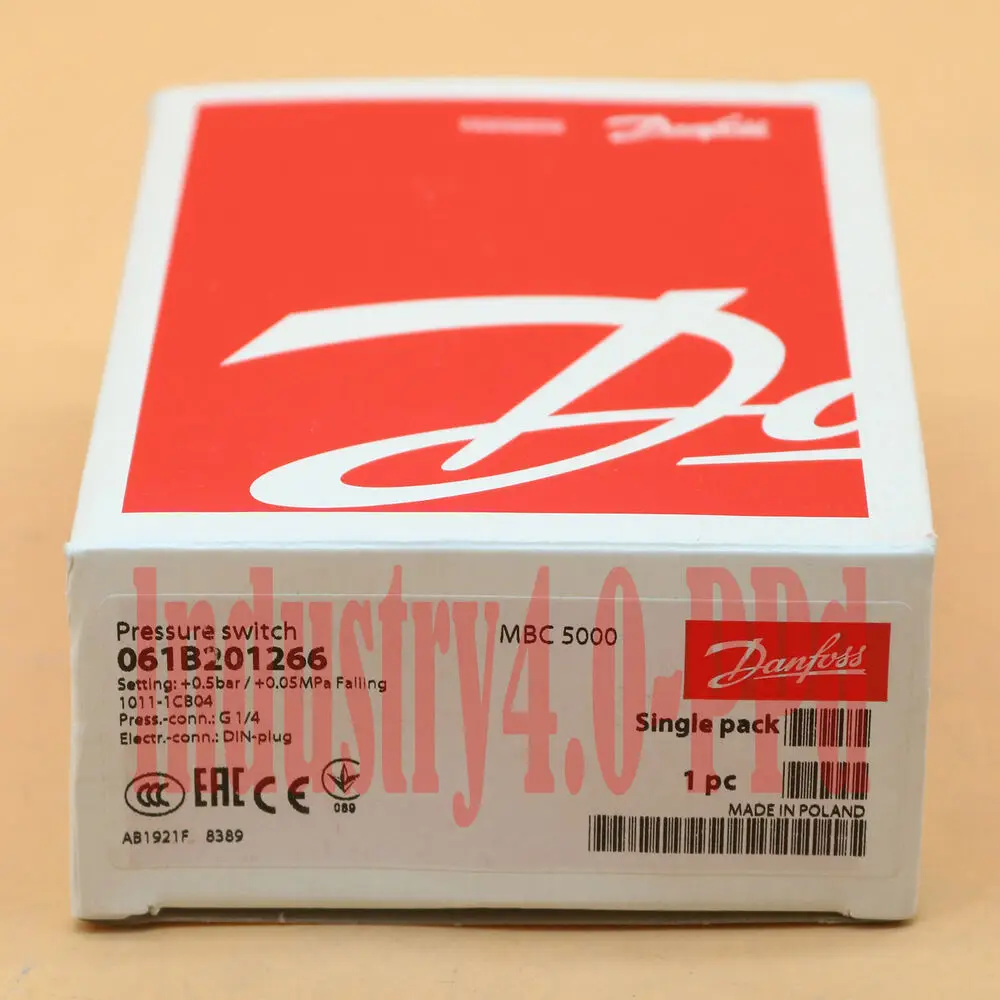 Danfoss
Da
Industry4.0-PPd
Pressure switch
MBC 5000
Danfoss
061B201266
Setting: +0.5bar / +0.05MPa Falling
1011-1CB04
Press.-conn.: G 1/4
Electr.-conn.: DIN-plug
Single pack
1 pc
CCC EAC CE
089
MADE IN POLAND
AB1921F 8389